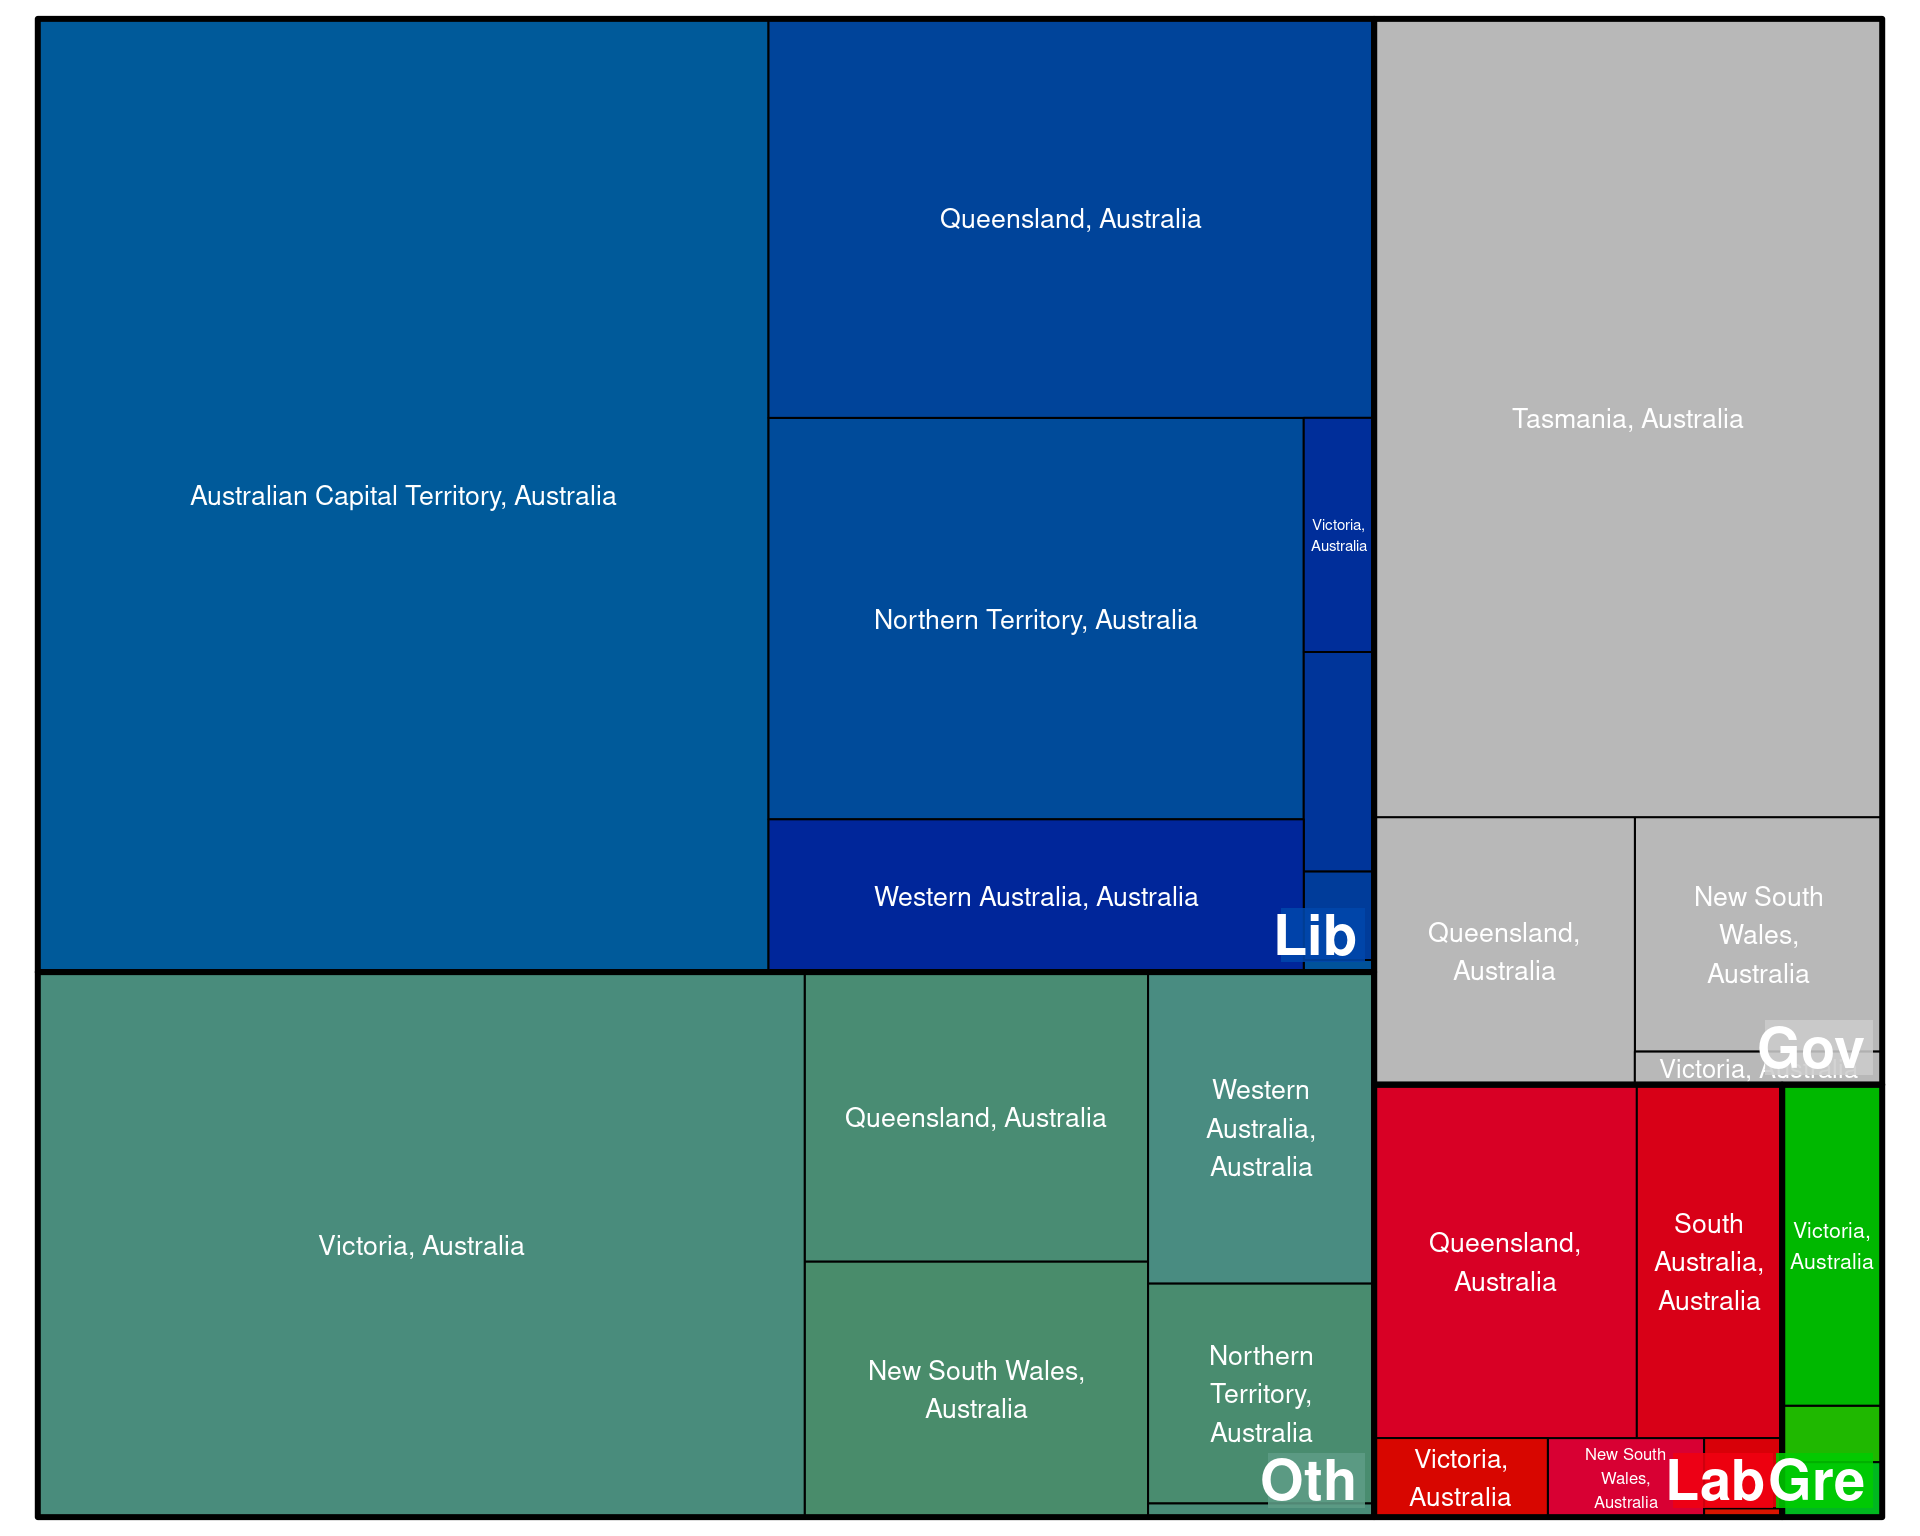 Australian Capital Territory, Australia
Queensland, Australia
Northern Territory, Australia
Victoria,
Australia
Western Australia, Australia
Lib
Tasmania, Australia
Queensland,
Australia
New South
Wales,
Australia
Victoria, Australia
Gov
Victoria, Australia
Queensland, Australia
New South Wales,
Australia
Western
Australia,
Australia
Northern
Territory,
Australia
Oth
Queensland,
Australia
South
Australia,
Australia
Victoria,
Australia
New South
Wales,
Australia
Lab
Victoria,
Australia
Gre